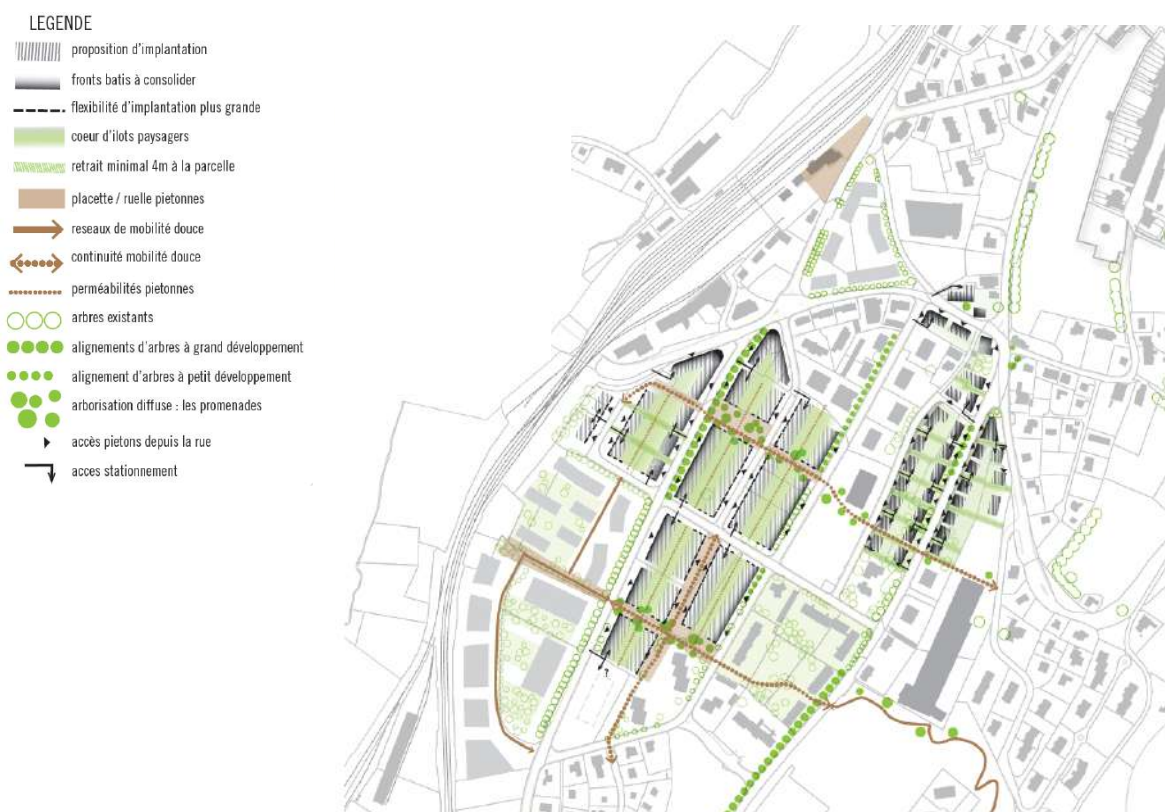 LEGENDE
proposition d'implantation
fronts batis à consolider
flexibilité d'implantation plus grande
coeur d'ilots paysagers
retrait minimal 4m à la parcelle
placette / ruelle pietonnes
reseaux de mobilité douce
continuité mobilité douce
perméabilités pietonnes
arbres existants
alignements d'arbres à grand développement
alignement d'arbres à petit développement
arborisation diffuse : les promenades
accès pietons depuis la rue
acces stationnement
?